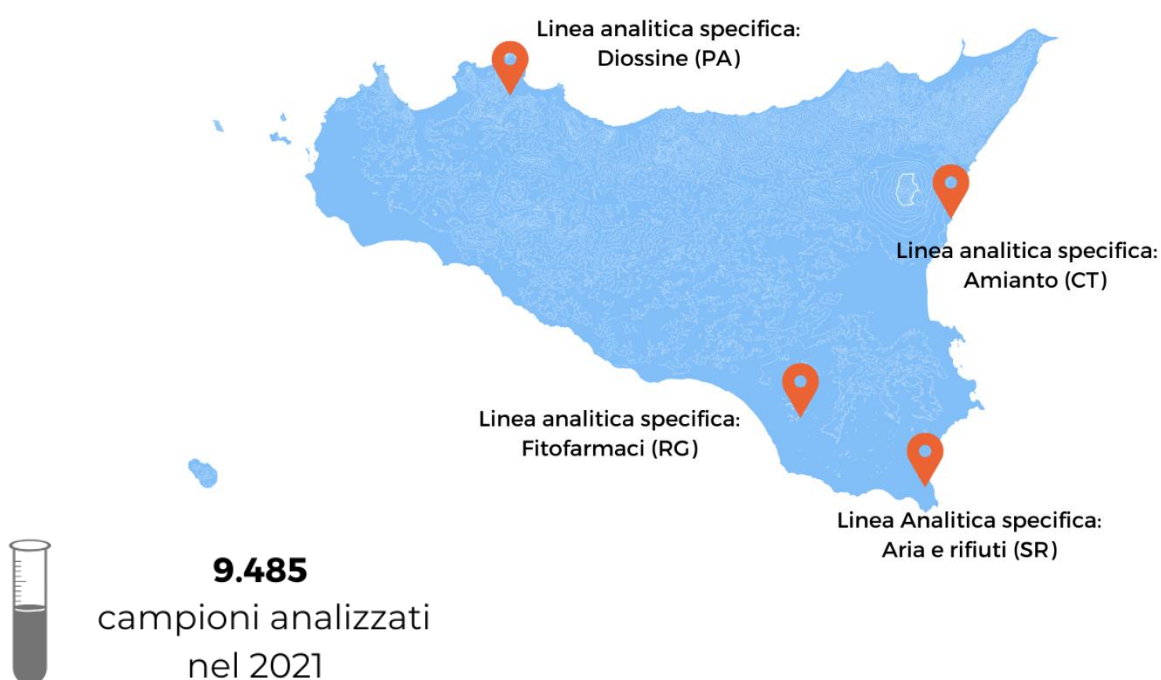 Linea analitica specifica:
Diossine (PA)
Linea analitica specifica:
Amianto (CT)
Linea analitica specifica:
Fitofarmaci (RG)
Linea Analitica specifica:
Aria e rifiuti (SR)
9.485
campioni analizzati
nel 2021